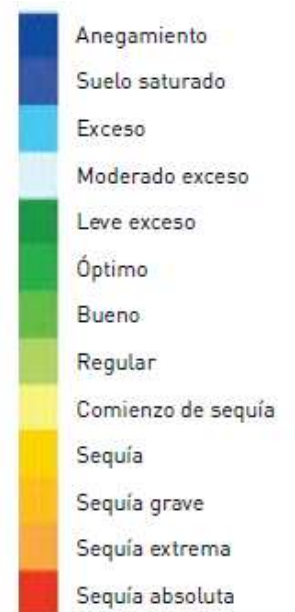 Anegamiento
Suelo saturado
Exceso
Moderado exceso
Leve exceso
Óptimo
Bueno
Regular
Comienzo de sequía
Sequía
Sequía grave
Sequía extrema
Sequía absoluta